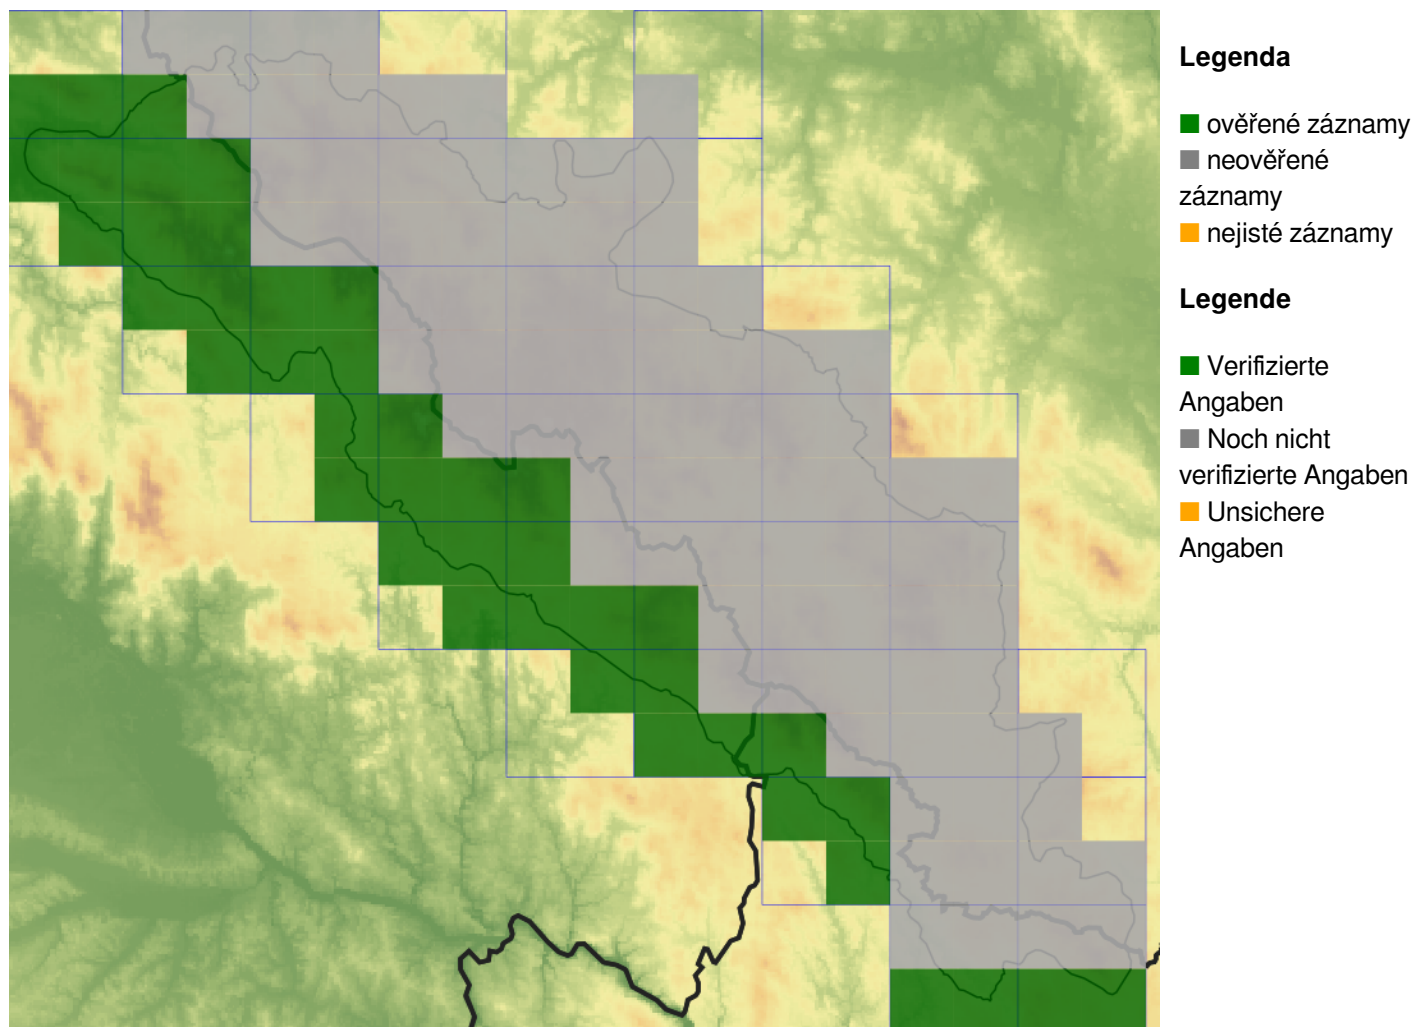 Legenda
ověřené záznamy
neověřené
záznamy
nejisté záznamy
Legende
Verifizierte
Angaben
Noch nicht
verifizierte Angaben
Unsichere
Angaben